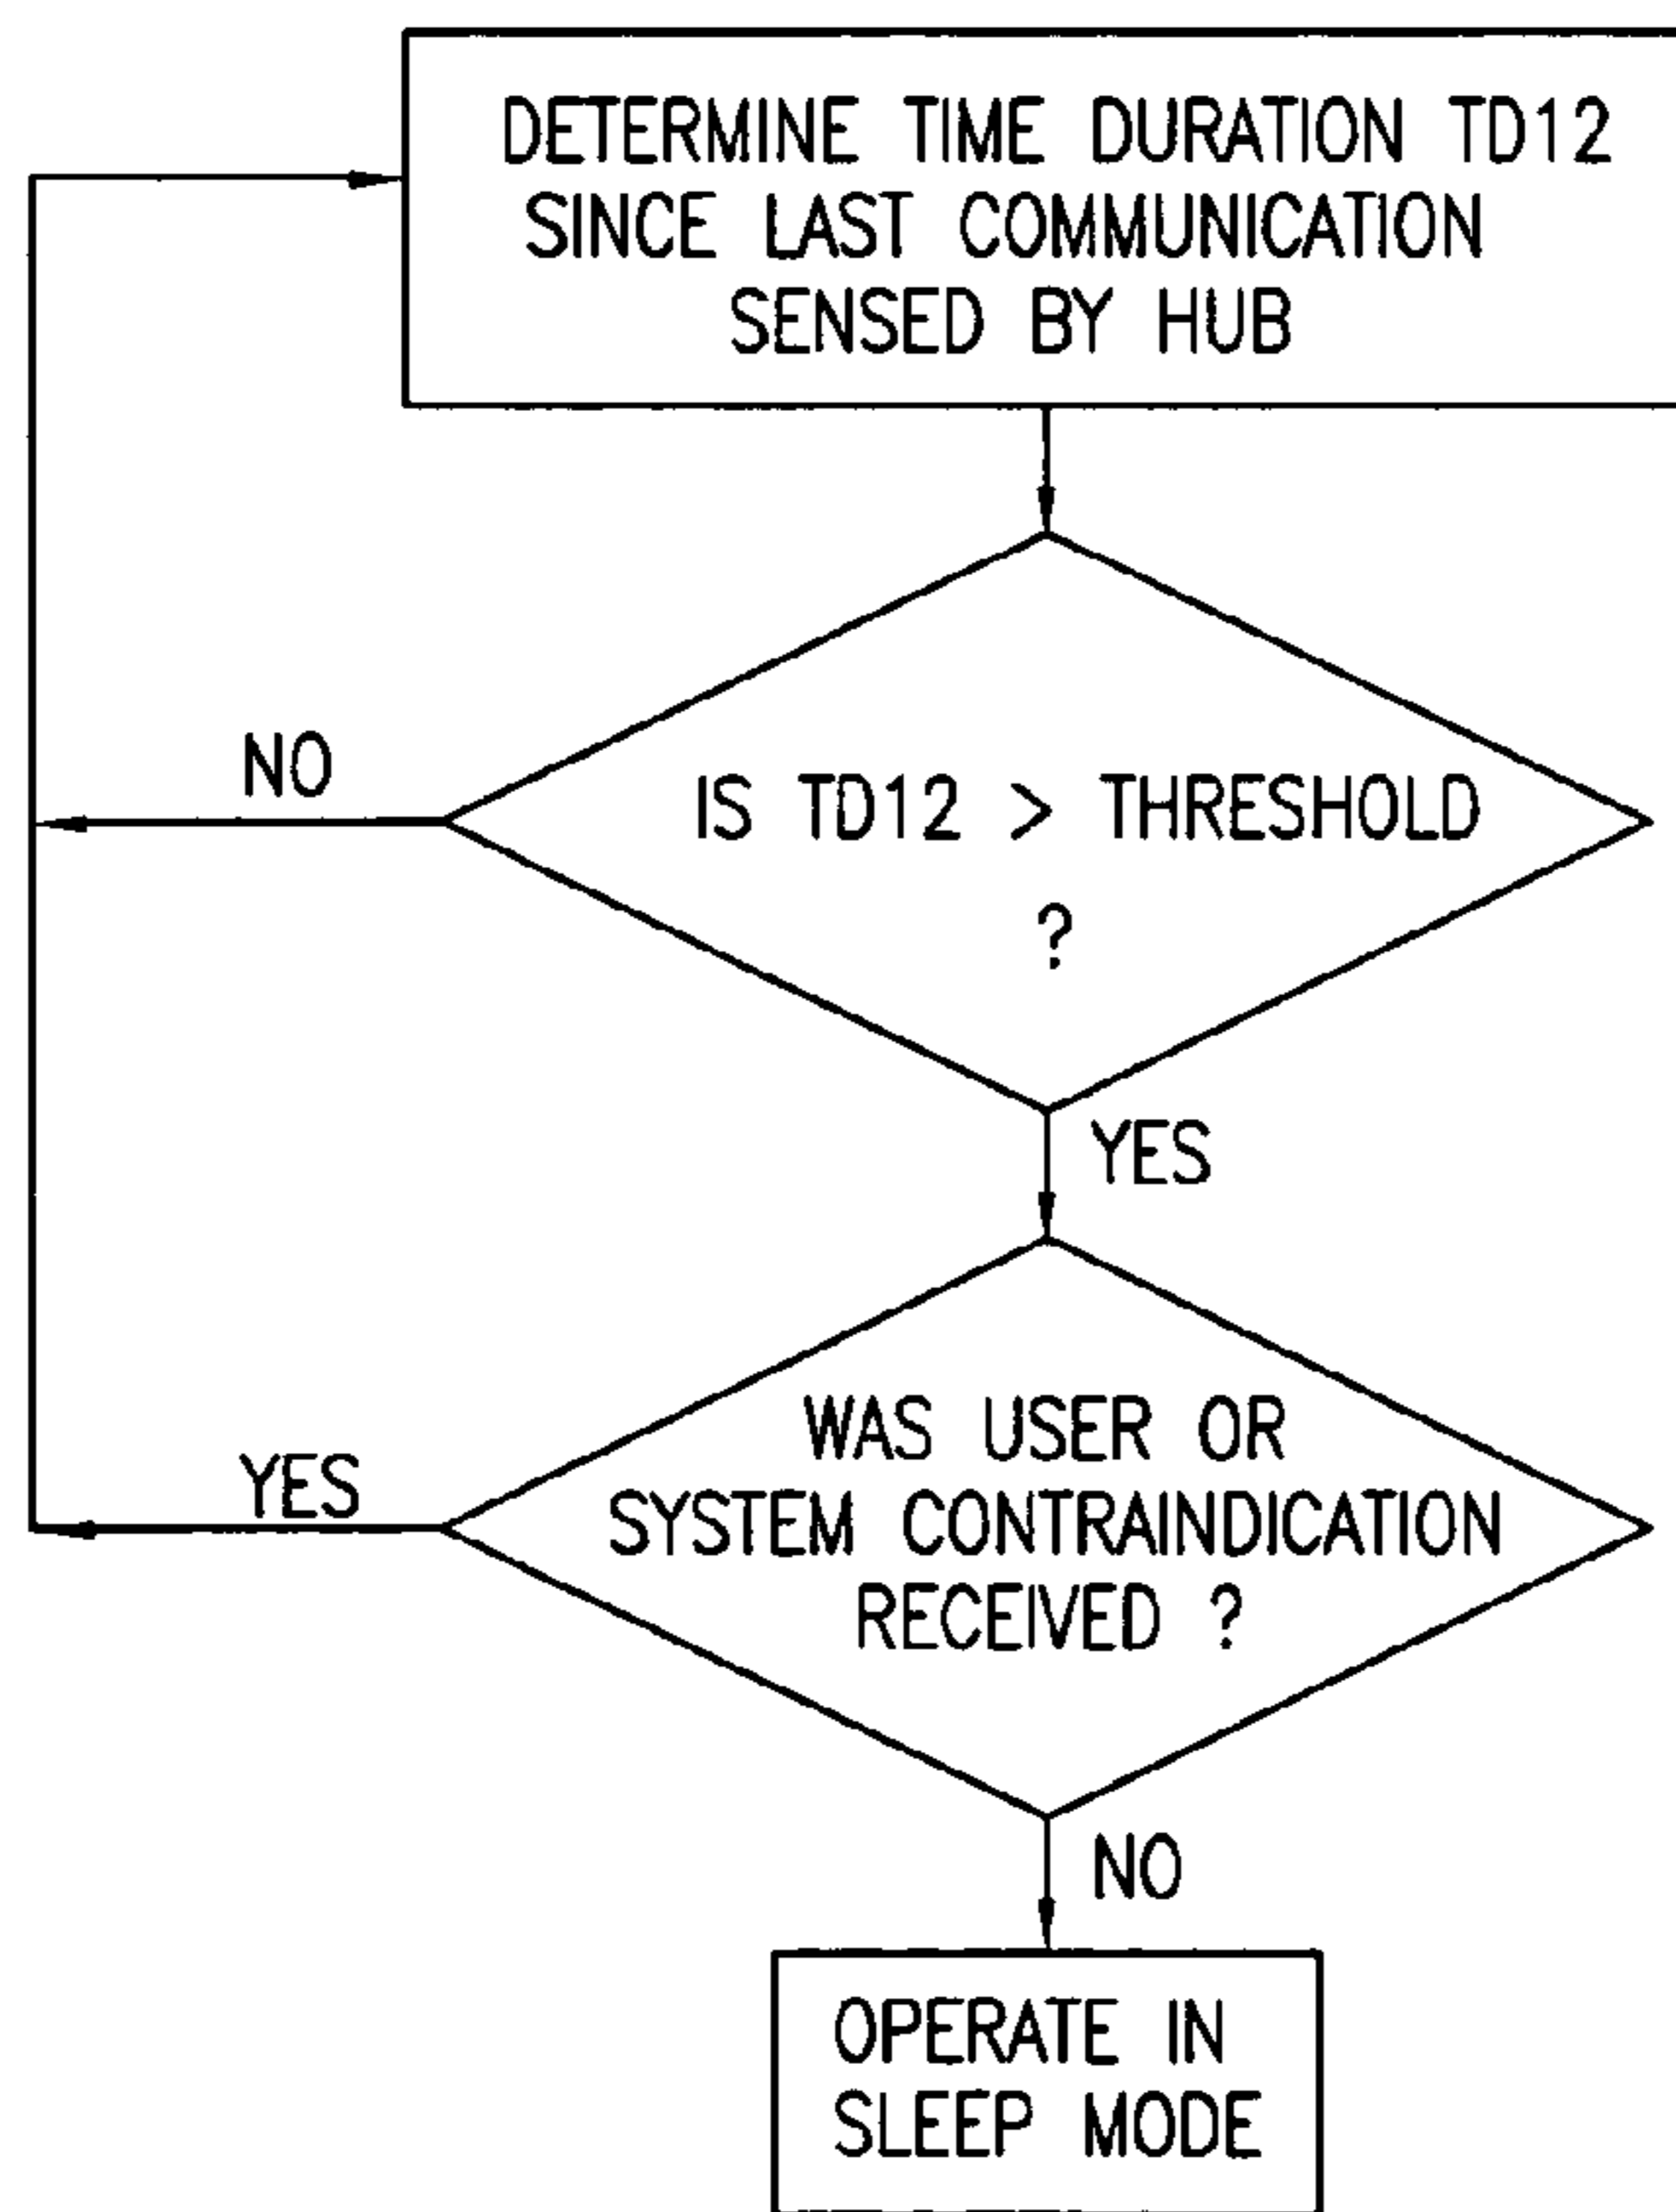 DETERMINE TIME DURATION TD12
SINCE LAST COMMUNICATION
SENSED BY HUB
NO
IS TD12 > THRESHOLD
?
YES
WAS USER OR
YES
SYSTEM CONTRAINDICATION
RECEIVED ?
NO
OPERATE IN
SLEEP MODE